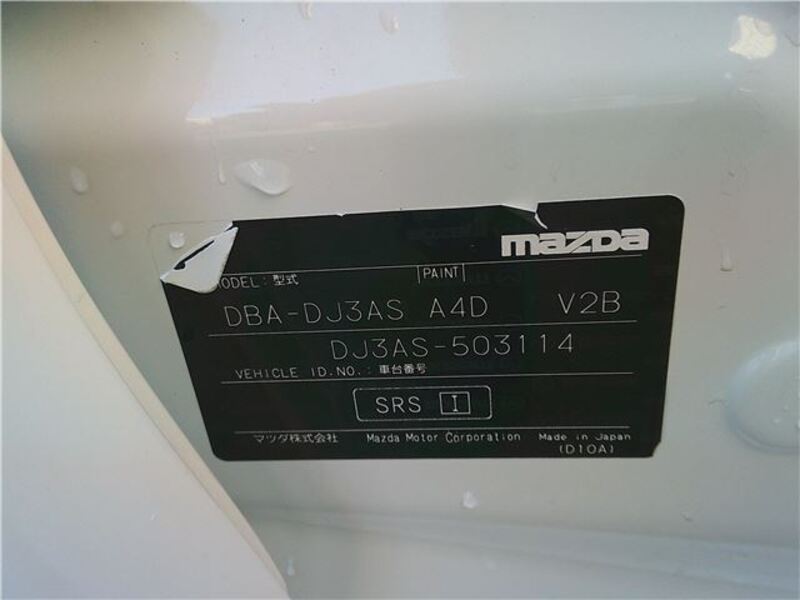 mazda
MODEL : 型式 PAINT
DBA-DJ3AS A4D V2B
DJ3AS-503114
VEHICLE ID.NO. : 車台番号
SRS I
マツダ株式会社 Mazda Motor Corporation Made in Japan
(D10A)